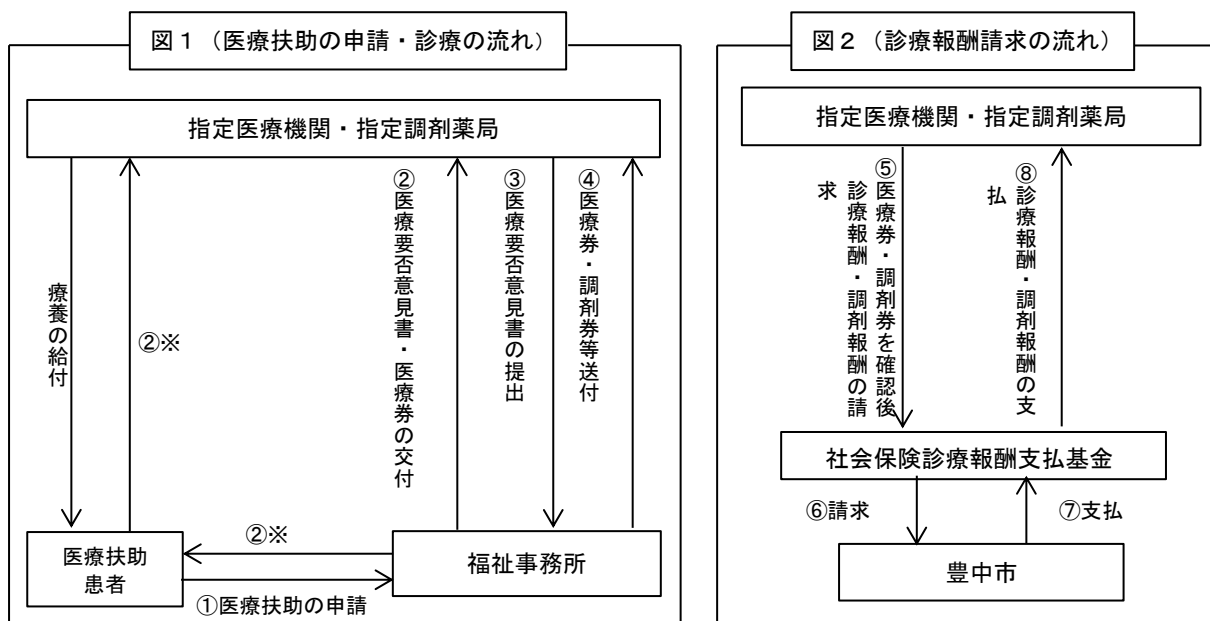 図１（医療扶助の申請・診療の流れ）
指定医療機関・指定調剤薬局
療養の給付
②※
②医療要否意見書・医療券の交付
③医療要否意見書の提出
④医療券・調剤券等送付
医療扶助
患者
②※
①医療扶助の申請
福祉事務所
図２（診療報酬請求の流れ）
指定医療機関・指定調剤薬局
⑤医療券・調剤券を確認後
診療報酬・調剤報酬の請
求
⑧診療報酬・調剤報酬の支
払
社会保険診療報酬支払基金
⑥請求
⑦支払
豊中市